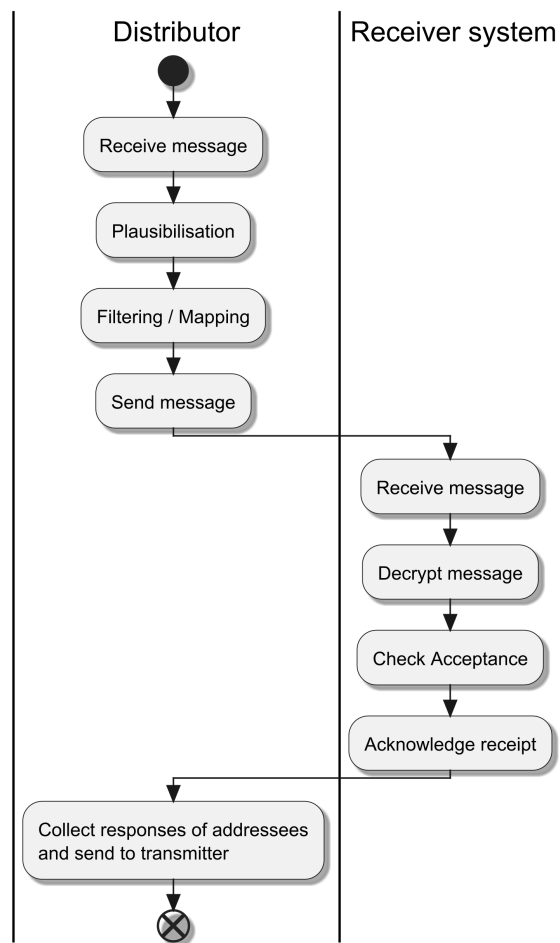 Distributor
Receiver system
Receive message
Plausibilisation
Filtering / Mapping
Send message
Receive message
Decrypt message
Check Acceptance
Acknowledge receipt
Collect responses of addressees
and send to transmitter